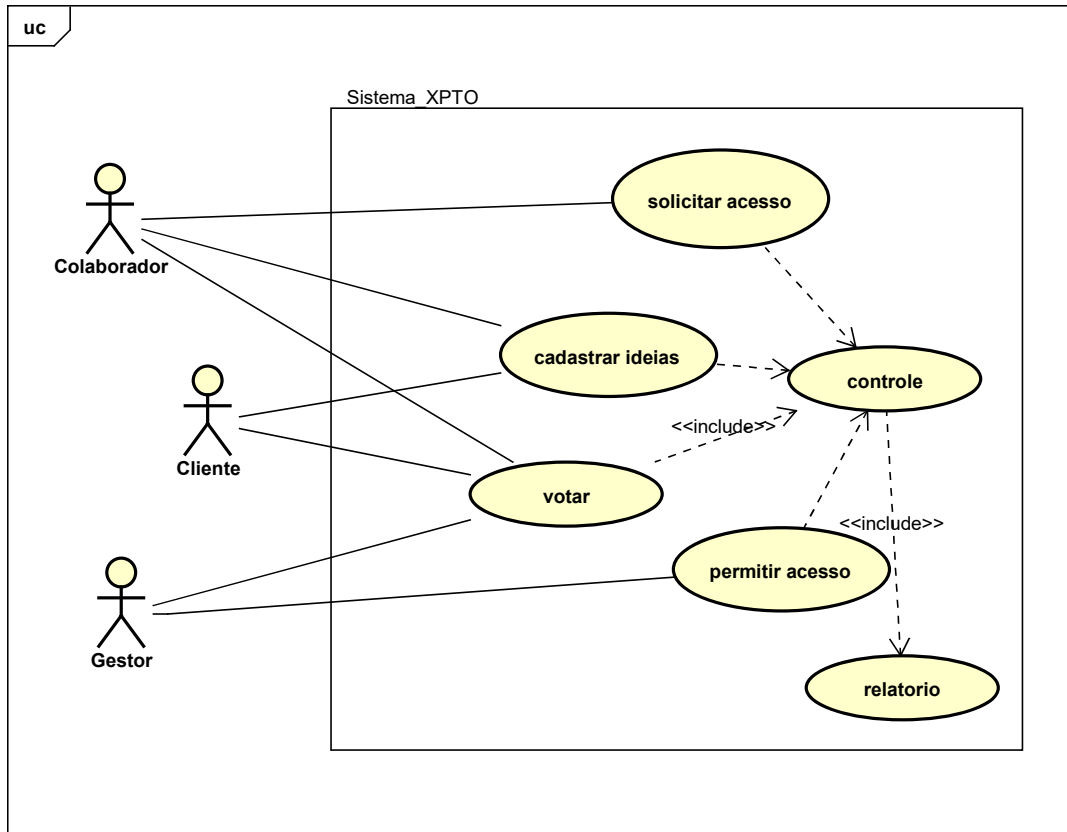 uc
Sistema_XPTO
solicitar acesso
Colaborador
cadastrar ideias
controle
<<include>>
Cliente
votar
<<include>>
permitir acesso
Gestor
relatorio